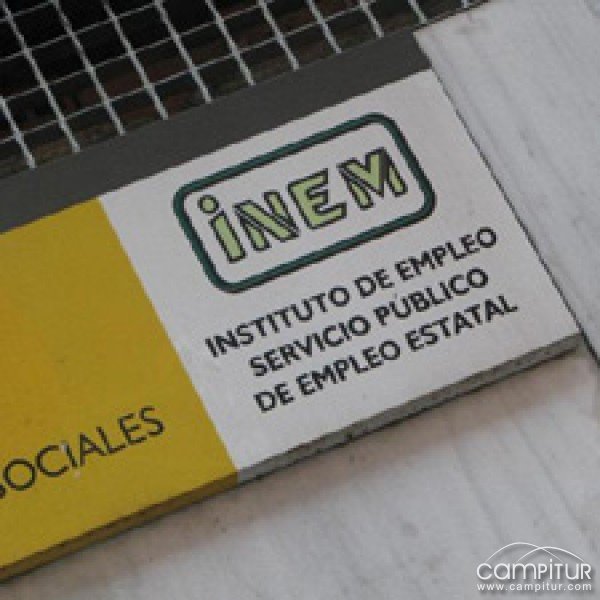 iNEM
INSTITUTO DE EMPLEO
SERVICIO PÚBLICO
DE EMPLEO ESTATAL
SOCIALES
CAMPITUR
www.campitur.com